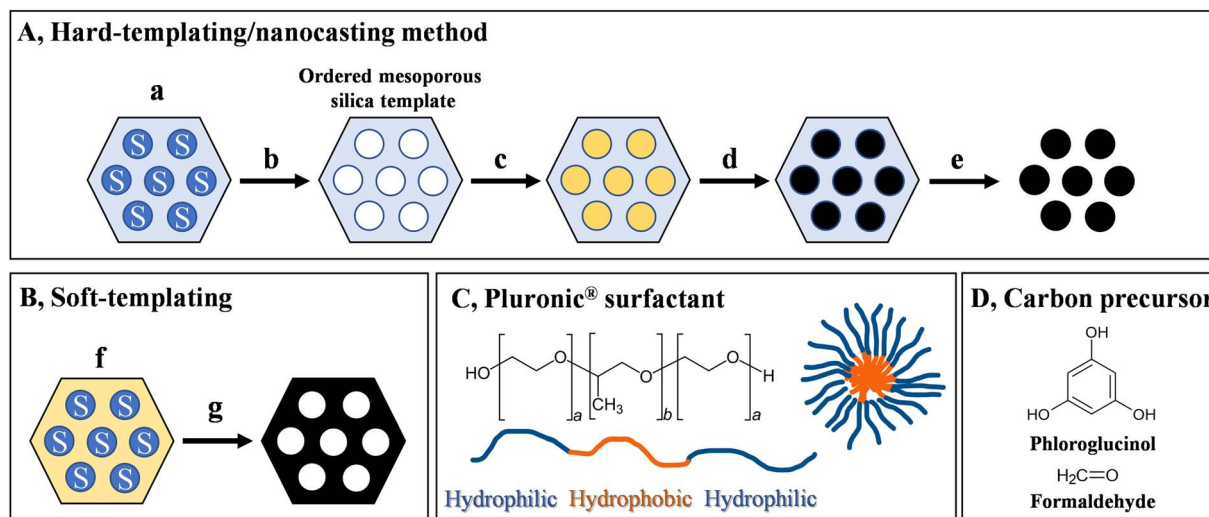 A, Hard-templating/nanocasting method
Ordered mesoporous
silica template
a
b
c
d
e
S S
S S S
S S
B, Soft-templating
f
g
S S
S S S
S S
C, Pluronic® surfactant
HO
O
CH3
O
O
H
a
b
a
Hydrophilic Hydrophobic Hydrophilic
D, Carbon precursor
OH
HO
OH
Phloroglucinol
H2C=O
Formaldehyde